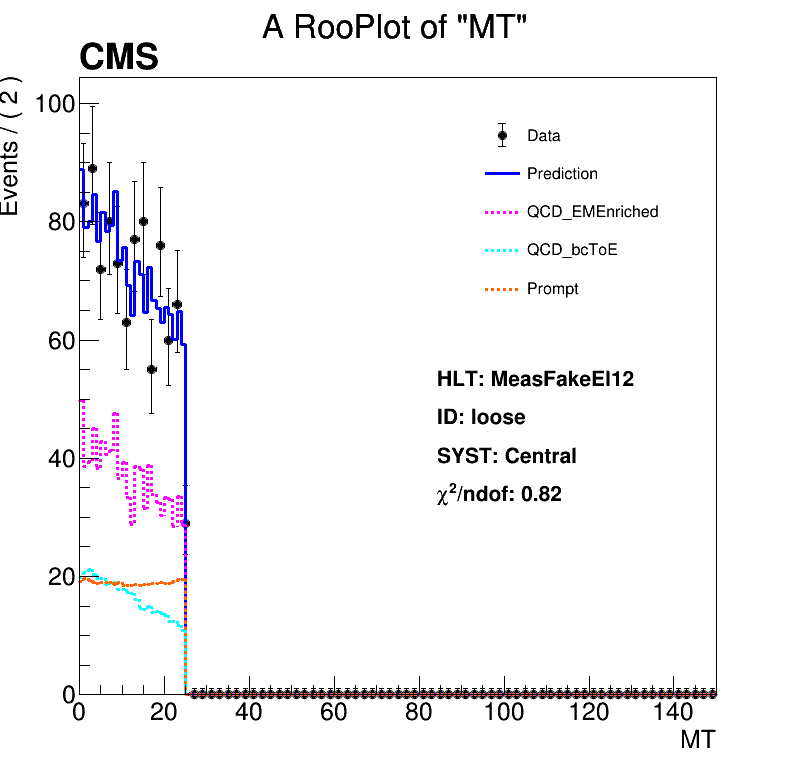 A RooPlot of "MT"
CMS
Events / ( 2 )
100
80
60
40
20
0
Data
Prediction
QCD_EMEnriched
QCD_bcToE
Prompt
HLT: MeasFakeEl12
ID: loose
SYST: Central
χ²/ndof: 0.82
0 20 40 60 80 100 120 140
MT